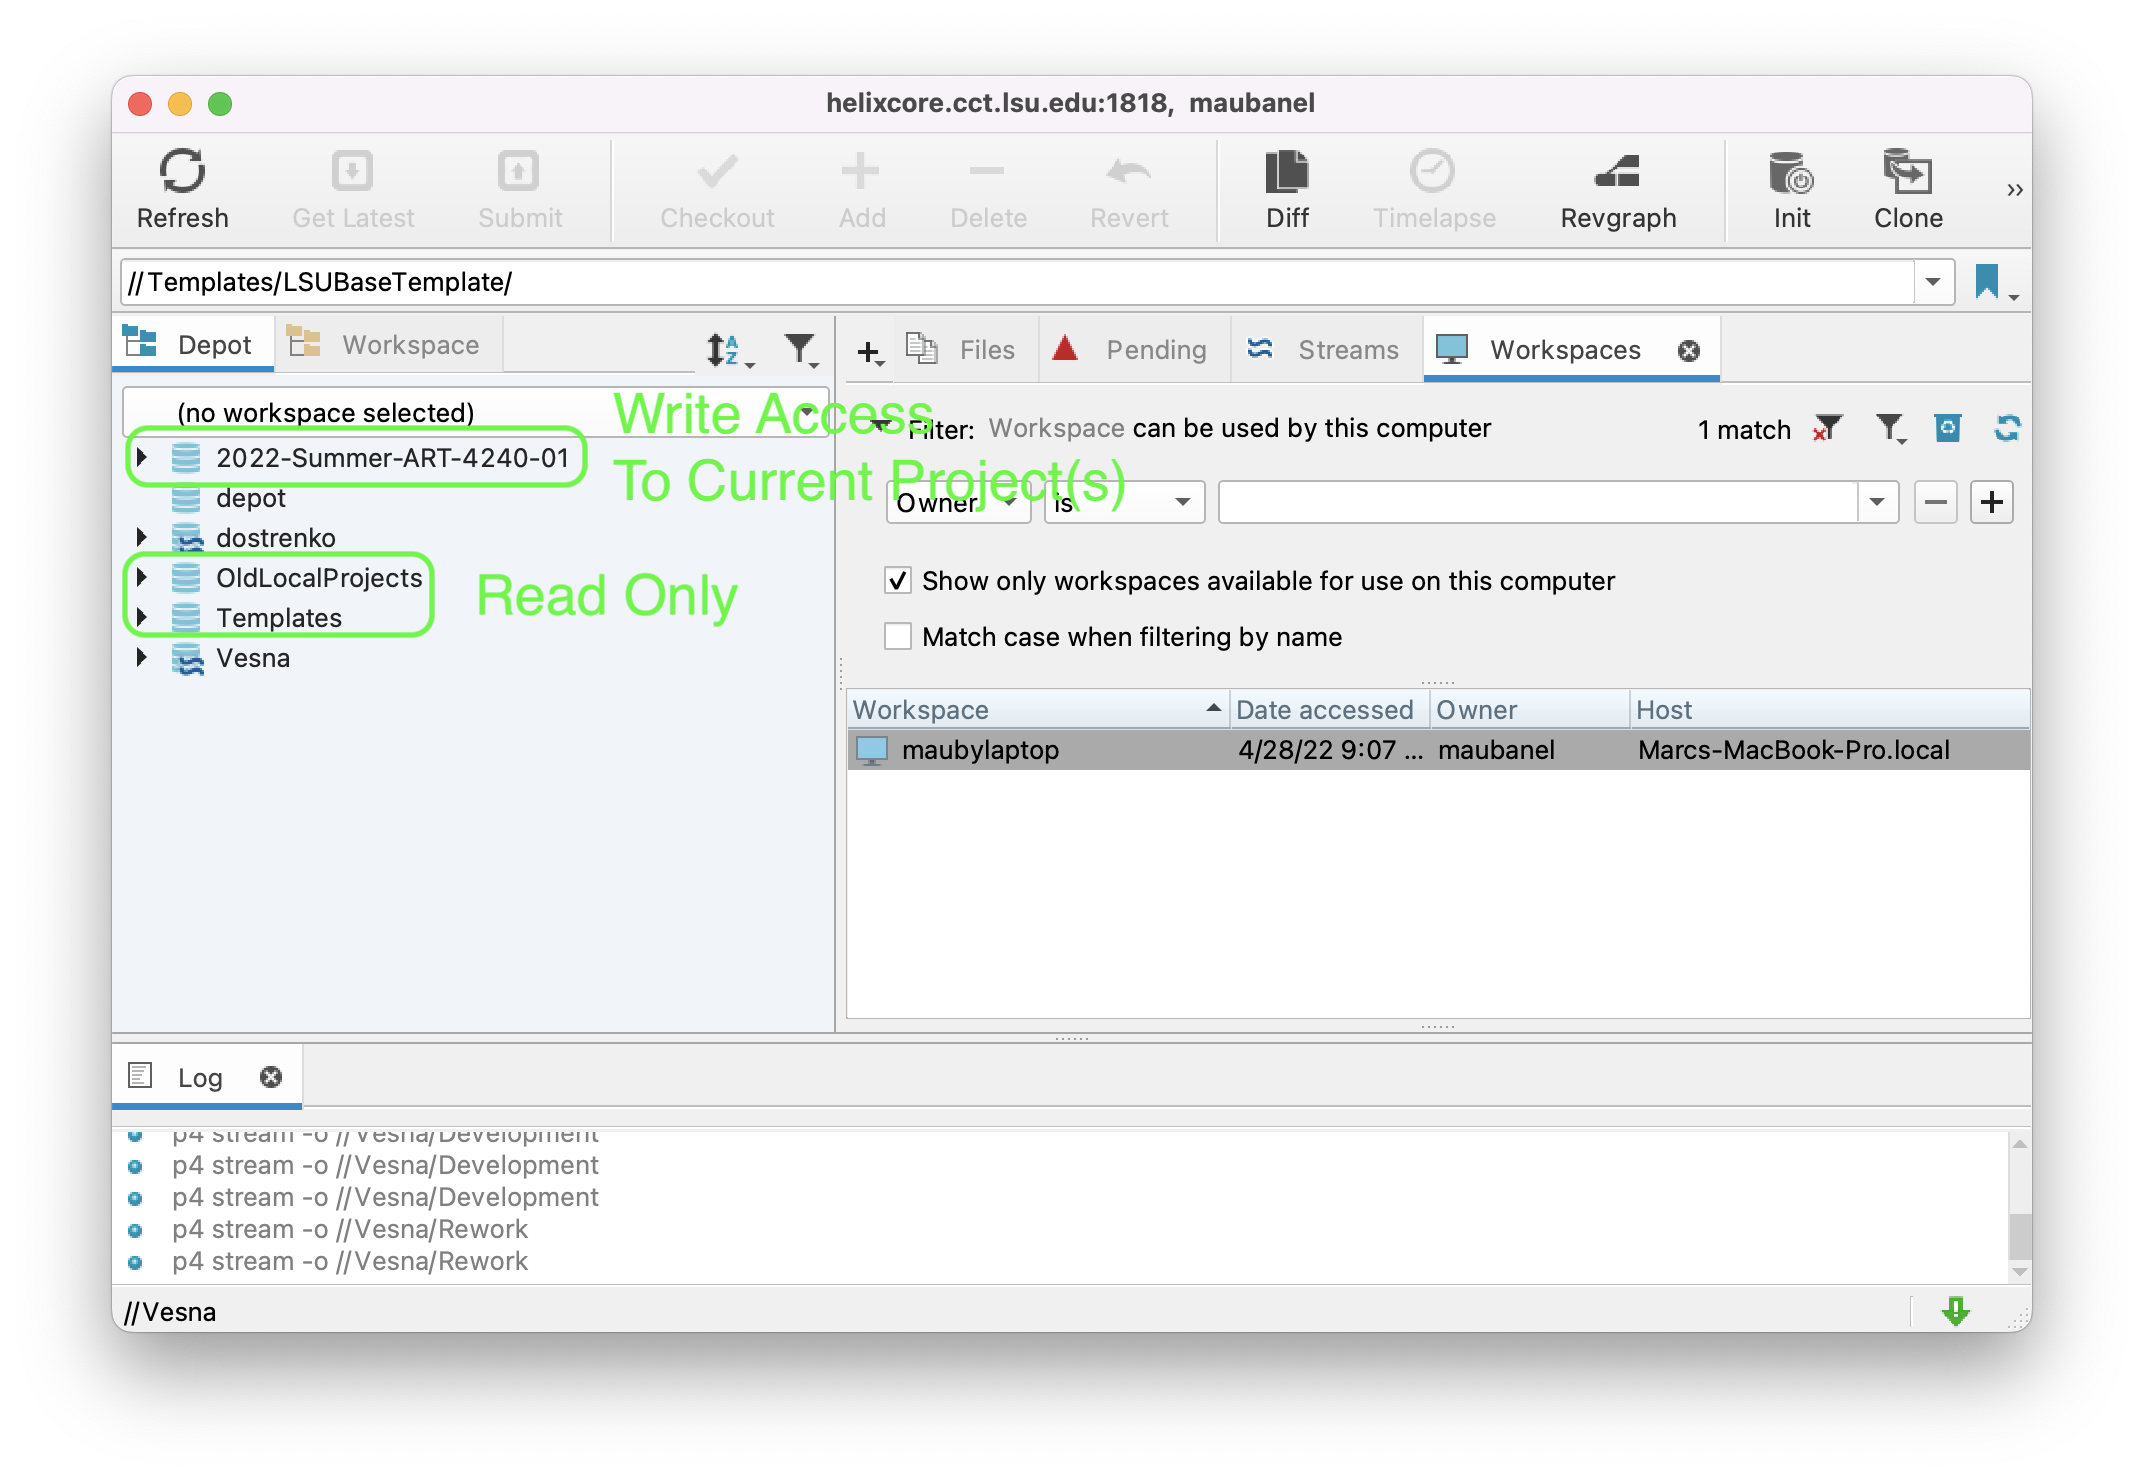 helixcore.cct.lsu.edu:1818, maubanel
Refresh Get Latest Submit Checkout Add Delete Revert Diff Timelapse Revgraph Init Clone »
//Templates/LSUBaseTemplate/
Depot Workspace
Files Pending Streams Workspaces
(no workspace selected)
Write Access
To Current Project(s)
2022-Summer-ART-4240-01
depot
dostrenko
OldLocalProjects
Templates
Read Only
Vesna
Filter: Workspace can be used by this computer 1 match
Owner is
Show only workspaces available for use on this computer
Match case when filtering by name
Workspace Date accessed Owner Host
maubylaptop 4/28/22 9:07 ... maubanel Marcs-MacBook-Pro.local
Log
p4 stream -o //Vesna/Development
p4 stream -o //Vesna/Development
p4 stream -o //Vesna/Development
p4 stream -o //Vesna/Rework
p4 stream -o //Vesna/Rework
//Vesna